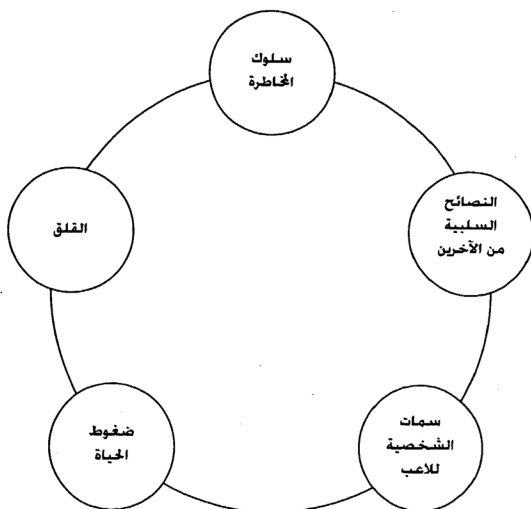 سلوك
المخاطرة
النصائح
السلبية
من الآخرين
القلق
سمات
الشخصية
للاعب
ضغوط
الحياة